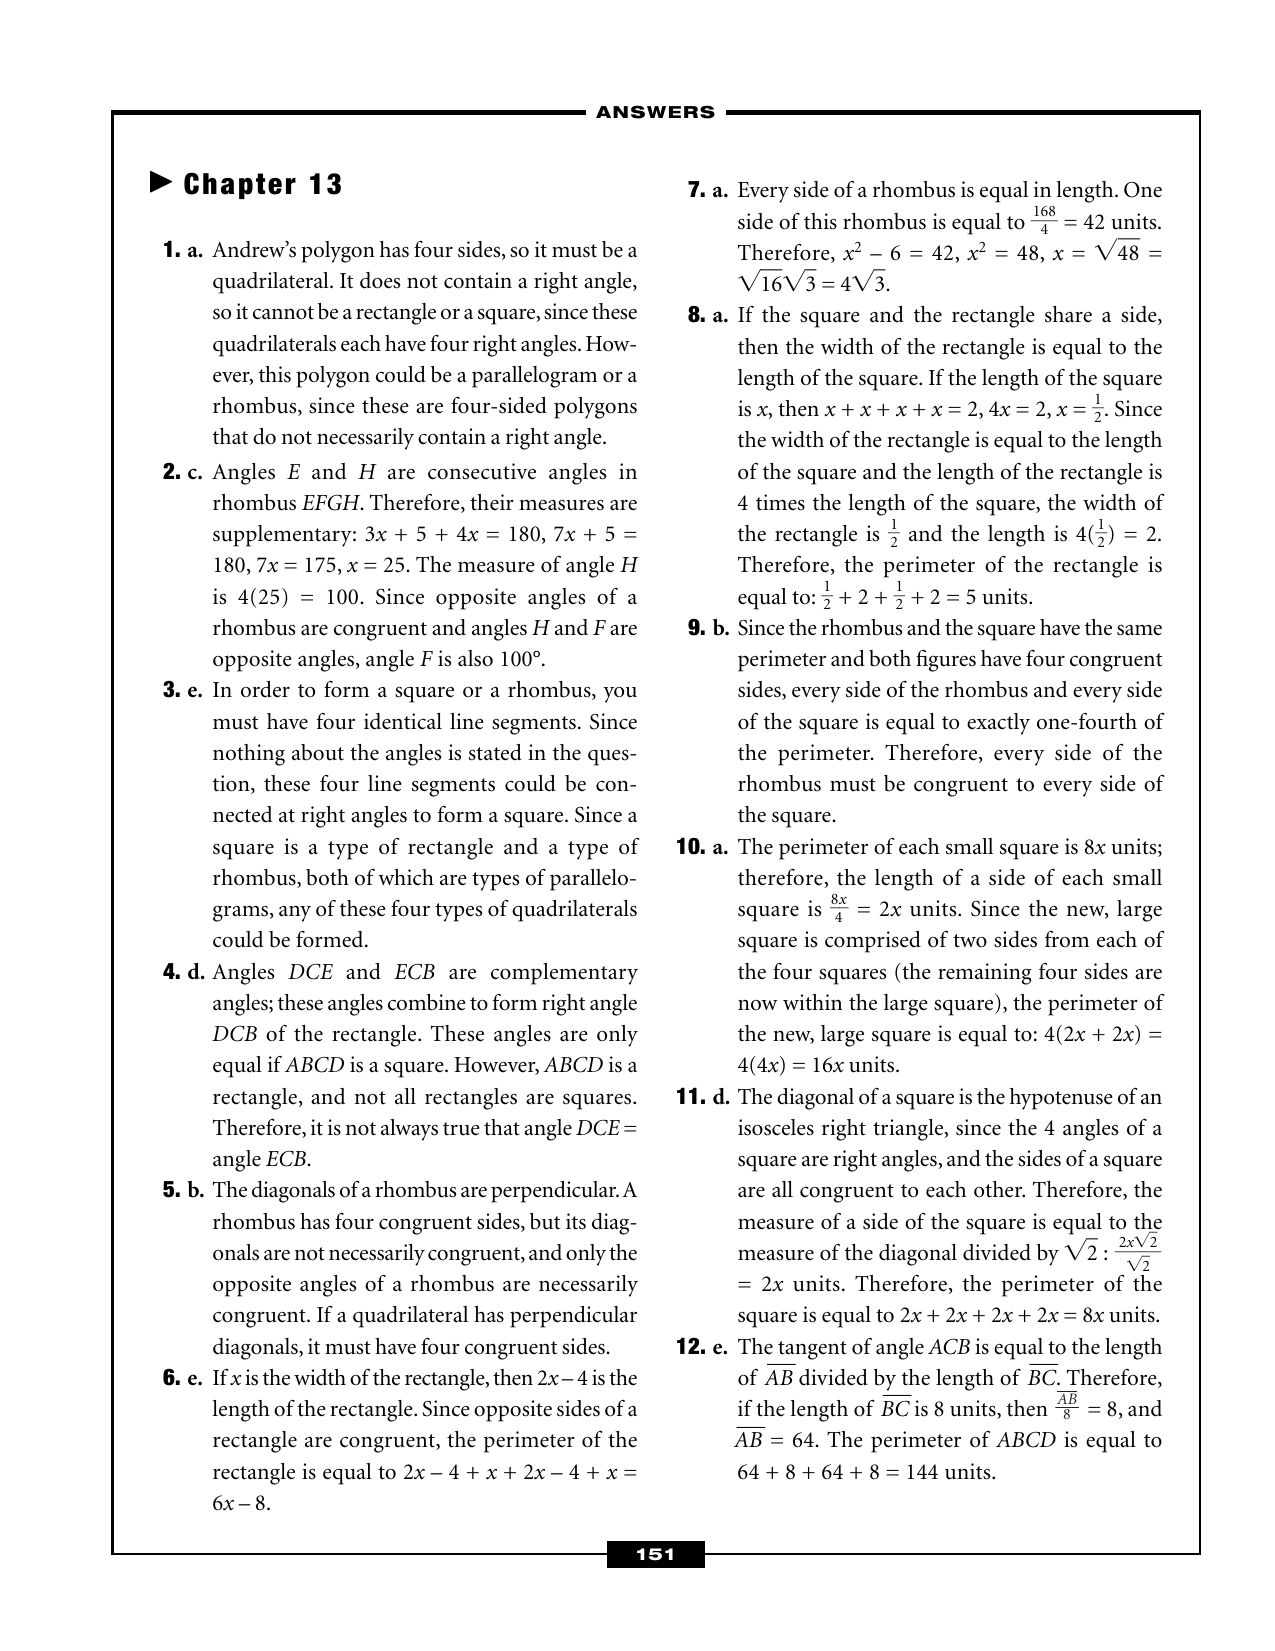 ANSWERS
Chapter 13
1. a. Andrew’s polygon has four sides, so it must be a
quadrilateral. It does not contain a right angle,
so it cannot be a rectangle or a square, since these
quadrilaterals each have four right angles. How-
ever, this polygon could be a parallelogram or a
rhombus, since these are four-sided polygons
that do not necessarily contain a right angle.
2. c. Angles E and H are consecutive angles in
rhombus EFGH. Therefore, their measures are
supplementary: 3x + 5 + 4x = 180, 7x + 5 =
180, 7x = 175, x = 25. The measure of angle H
is 4(25) = 100. Since opposite angles of a
rhombus are congruent and angles H and F are
opposite angles, angle F is also 100°.
3. e. In order to form a square or a rhombus, you
must have four identical line segments. Since
nothing about the angles is stated in the ques-
tion, these four line segments could be con-
nected at right angles to form a square. Since a
square is a type of rectangle and a type of
rhombus, both of which are types of parallelo-
grams, any of these four types of quadrilaterals
could be formed.
4. d. Angles DCE and ECB are complementary
angles; these angles combine to form right angle
DCB of the rectangle. These angles are only
equal if ABCD is a square. However, ABCD is a
rectangle, and not all rectangles are squares.
Therefore, it is not always true that angle DCE =
angle ECB.
5. b. The diagonals of a rhombus are perpendicular. A
rhombus has four congruent sides, but its diag-
onals are not necessarily congruent, and only the
opposite angles of a rhombus are necessarily
congruent. If a quadrilateral has perpendicular
diagonals, it must have four congruent sides.
6. e. If x is the width of the rectangle, then 2x – 4 is the
length of the rectangle. Since opposite sides of a
rectangle are congruent, the perimeter of the
rectangle is equal to 2x – 4 + x + 2x – 4 + x =
6x – 8.
7. a. Every side of a rhombus is equal in length. One
side of this rhombus is equal to 168/4 = 42 units.
Therefore, x² – 6 = 42, x² = 48, x = √48 =
√16√3 = 4√3.
8. a. If the square and the rectangle share a side,
then the width of the rectangle is equal to the
length of the square. If the length of the square
is x, then x + x + x + x = 2, 4x = 2, x = 1/2. Since
the width of the rectangle is equal to the length
of the square and the length of the rectangle is
4 times the length of the square, the width of
the rectangle is 1/2 and the length is 4(1/2) = 2.
Therefore, the perimeter of the rectangle is
equal to: 1/2 + 2 + 1/2 + 2 = 5 units.
9. b. Since the rhombus and the square have the same
perimeter and both figures have four congruent
sides, every side of the rhombus and every side
of the square is equal to exactly one-fourth of
the perimeter. Therefore, every side of the
rhombus must be congruent to every side of
the square.
10. a. The perimeter of each small square is 8x units;
therefore, the length of a side of each small
square is 8x/4 = 2x units. Since the new, large
square is comprised of two sides from each of
the four squares (the remaining four sides are
now within the large square), the perimeter of
the new, large square is equal to: 4(2x + 2x) =
4(4x) = 16x units.
11. d. The diagonal of a square is the hypotenuse of an
isosceles right triangle, since the 4 angles of a
square are right angles, and the sides of a square
are all congruent to each other. Therefore, the
measure of a side of the square is equal to the
measure of the diagonal divided by √2 : 2x√2/√2
= 2x units. Therefore, the perimeter of the
square is equal to 2x + 2x + 2x + 2x = 8x units.
12. e. The tangent of angle ACB is equal to the length
of A̅B̅ divided by the length of B̅C̅. Therefore,
if the length of B̅C̅ is 8 units, then A̅B̅/8 = 8, and
A̅B̅ = 64. The perimeter of ABCD is equal to
64 + 8 + 64 + 8 = 144 units.
151